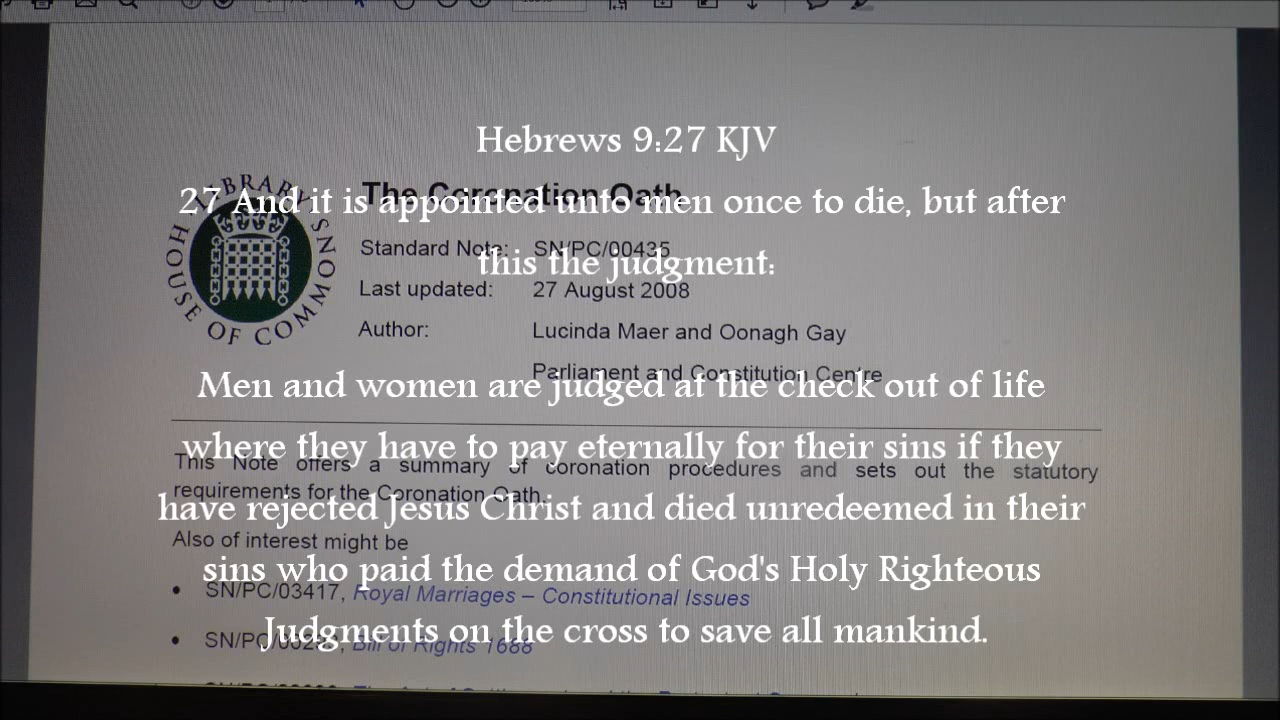 Hebrews 9:27 KJV
27 And it is appointed unto men once to die, but after
this the judgment:
Men and women are judged at the check out of life
where they have to pay eternally for their sins if they
have rejected Jesus Christ and died unredeemed in their
sins who paid the demand of God's Holy Righteous
Judgments on the cross to save all mankind.
HOUSE OF COMMONS LIBRARY
The Coronation Oath
Standard Note: SN/PC/00435
Last updated: 27 August 2008
Author: Lucinda Maer and Oonagh Gay
Parliament and Constitution Centre
This Note offers a summary of coronation procedures and sets out the statutory
requirements for the Coronation Oath.
Also of interest might be
• SN/PC/03417, Royal Marriages – Constitutional Issues
• Bill of Rights 1688